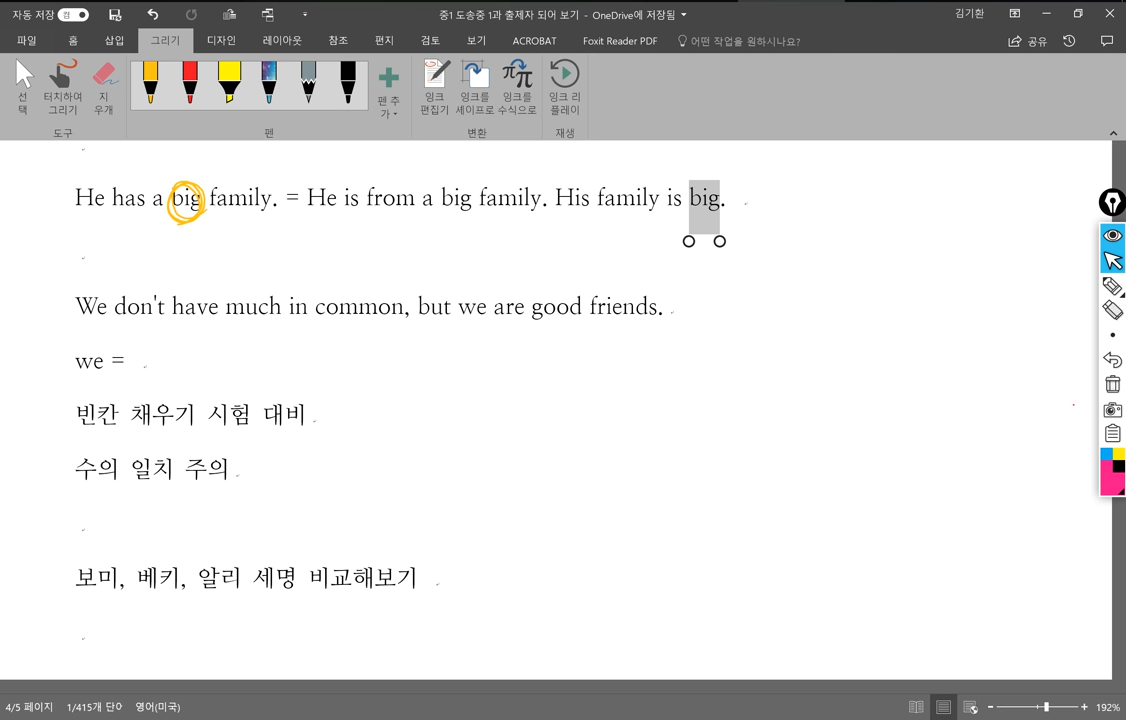 자동 저장 켬 중1 도송중 1과 출제자 되어 보기 - OneDrive에 저장됨 김기환
파일 홈 삽입 그리기 디자인 레이아웃 참조 편지 검토 보기 ACROBAT Foxit Reader PDF 어떤 작업을 원하시나요? 공유
선택 터치하여 그리기 지우개 펜 추가 잉크 편집기 잉크를 셰이프로 잉크를 수식으로 잉크 리플레이
도구 펜 변환 재생
He has a big family. = He is from a big family. His family is big.
We don't have much in common, but we are good friends.
we =
빈칸 채우기 시험 대비
수의 일치 주의
보미, 베키, 알리 세명 비교해보기
4/5 페이지 1/415개 단어 영어(미국) 192%